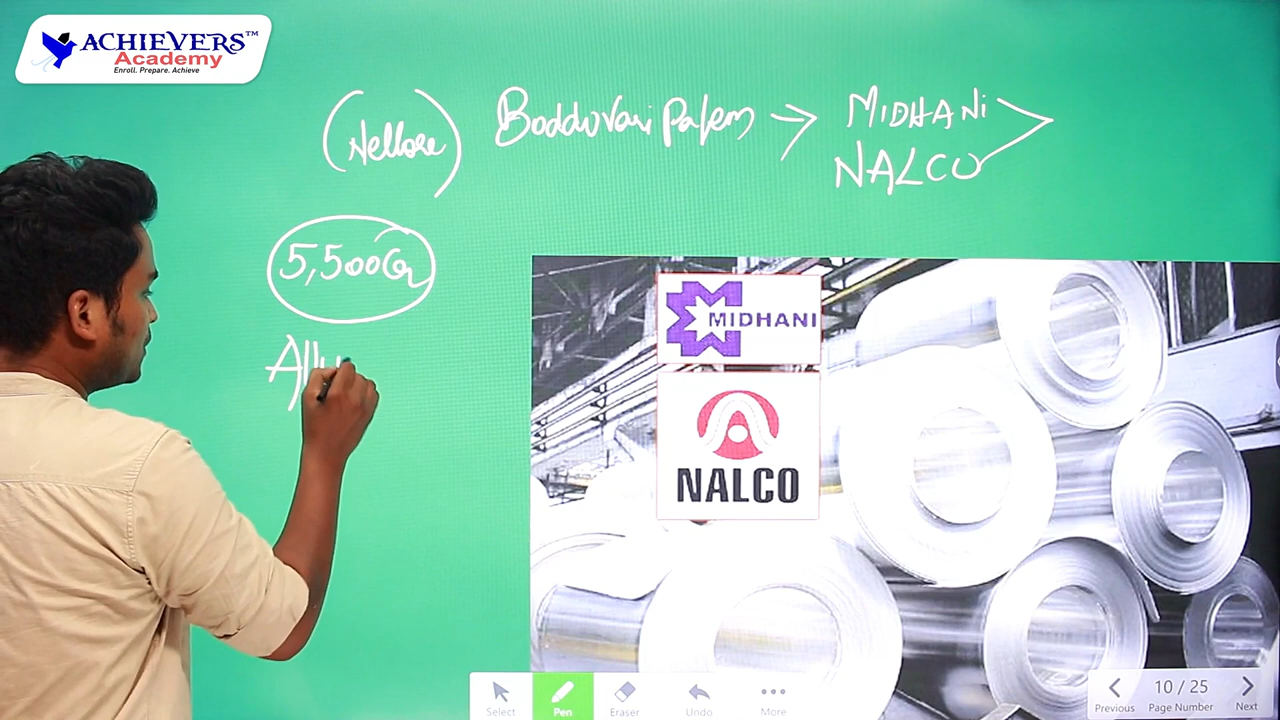 ACHIEVERS™
Academy
Enroll. Prepare. Achieve
(Nellore) Bodduvari Palem → MIDHANI
NALCO
5,500Cr
Allu
MIDHANI
NALCO
Select Pen Eraser Undo More
10 / 25
Previous Page Number Next